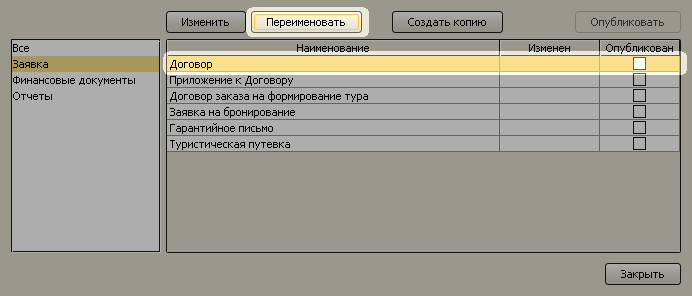 Изменить Переименовать Создать копию Опубликовать
Все
Заявка
Финансовые документы
Отчеты
Наименование Изменен Опубликован
Договор
Приложение к Договору
Договор заказа на формирование тура
Заявка на бронирование
Гарантийное письмо
Туристическая путевка
Закрыть